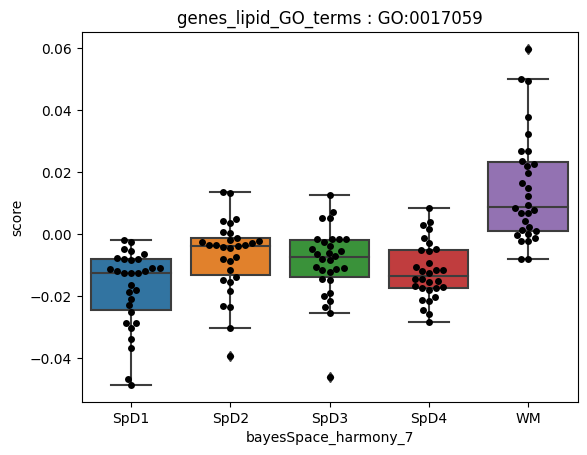 genes_lipid_GO_terms : GO:0017059
score
0.06
0.04
0.02
0.00
−0.02
−0.04
SpD1 SpD2 SpD3 SpD4 WM
bayesSpace_harmony_7